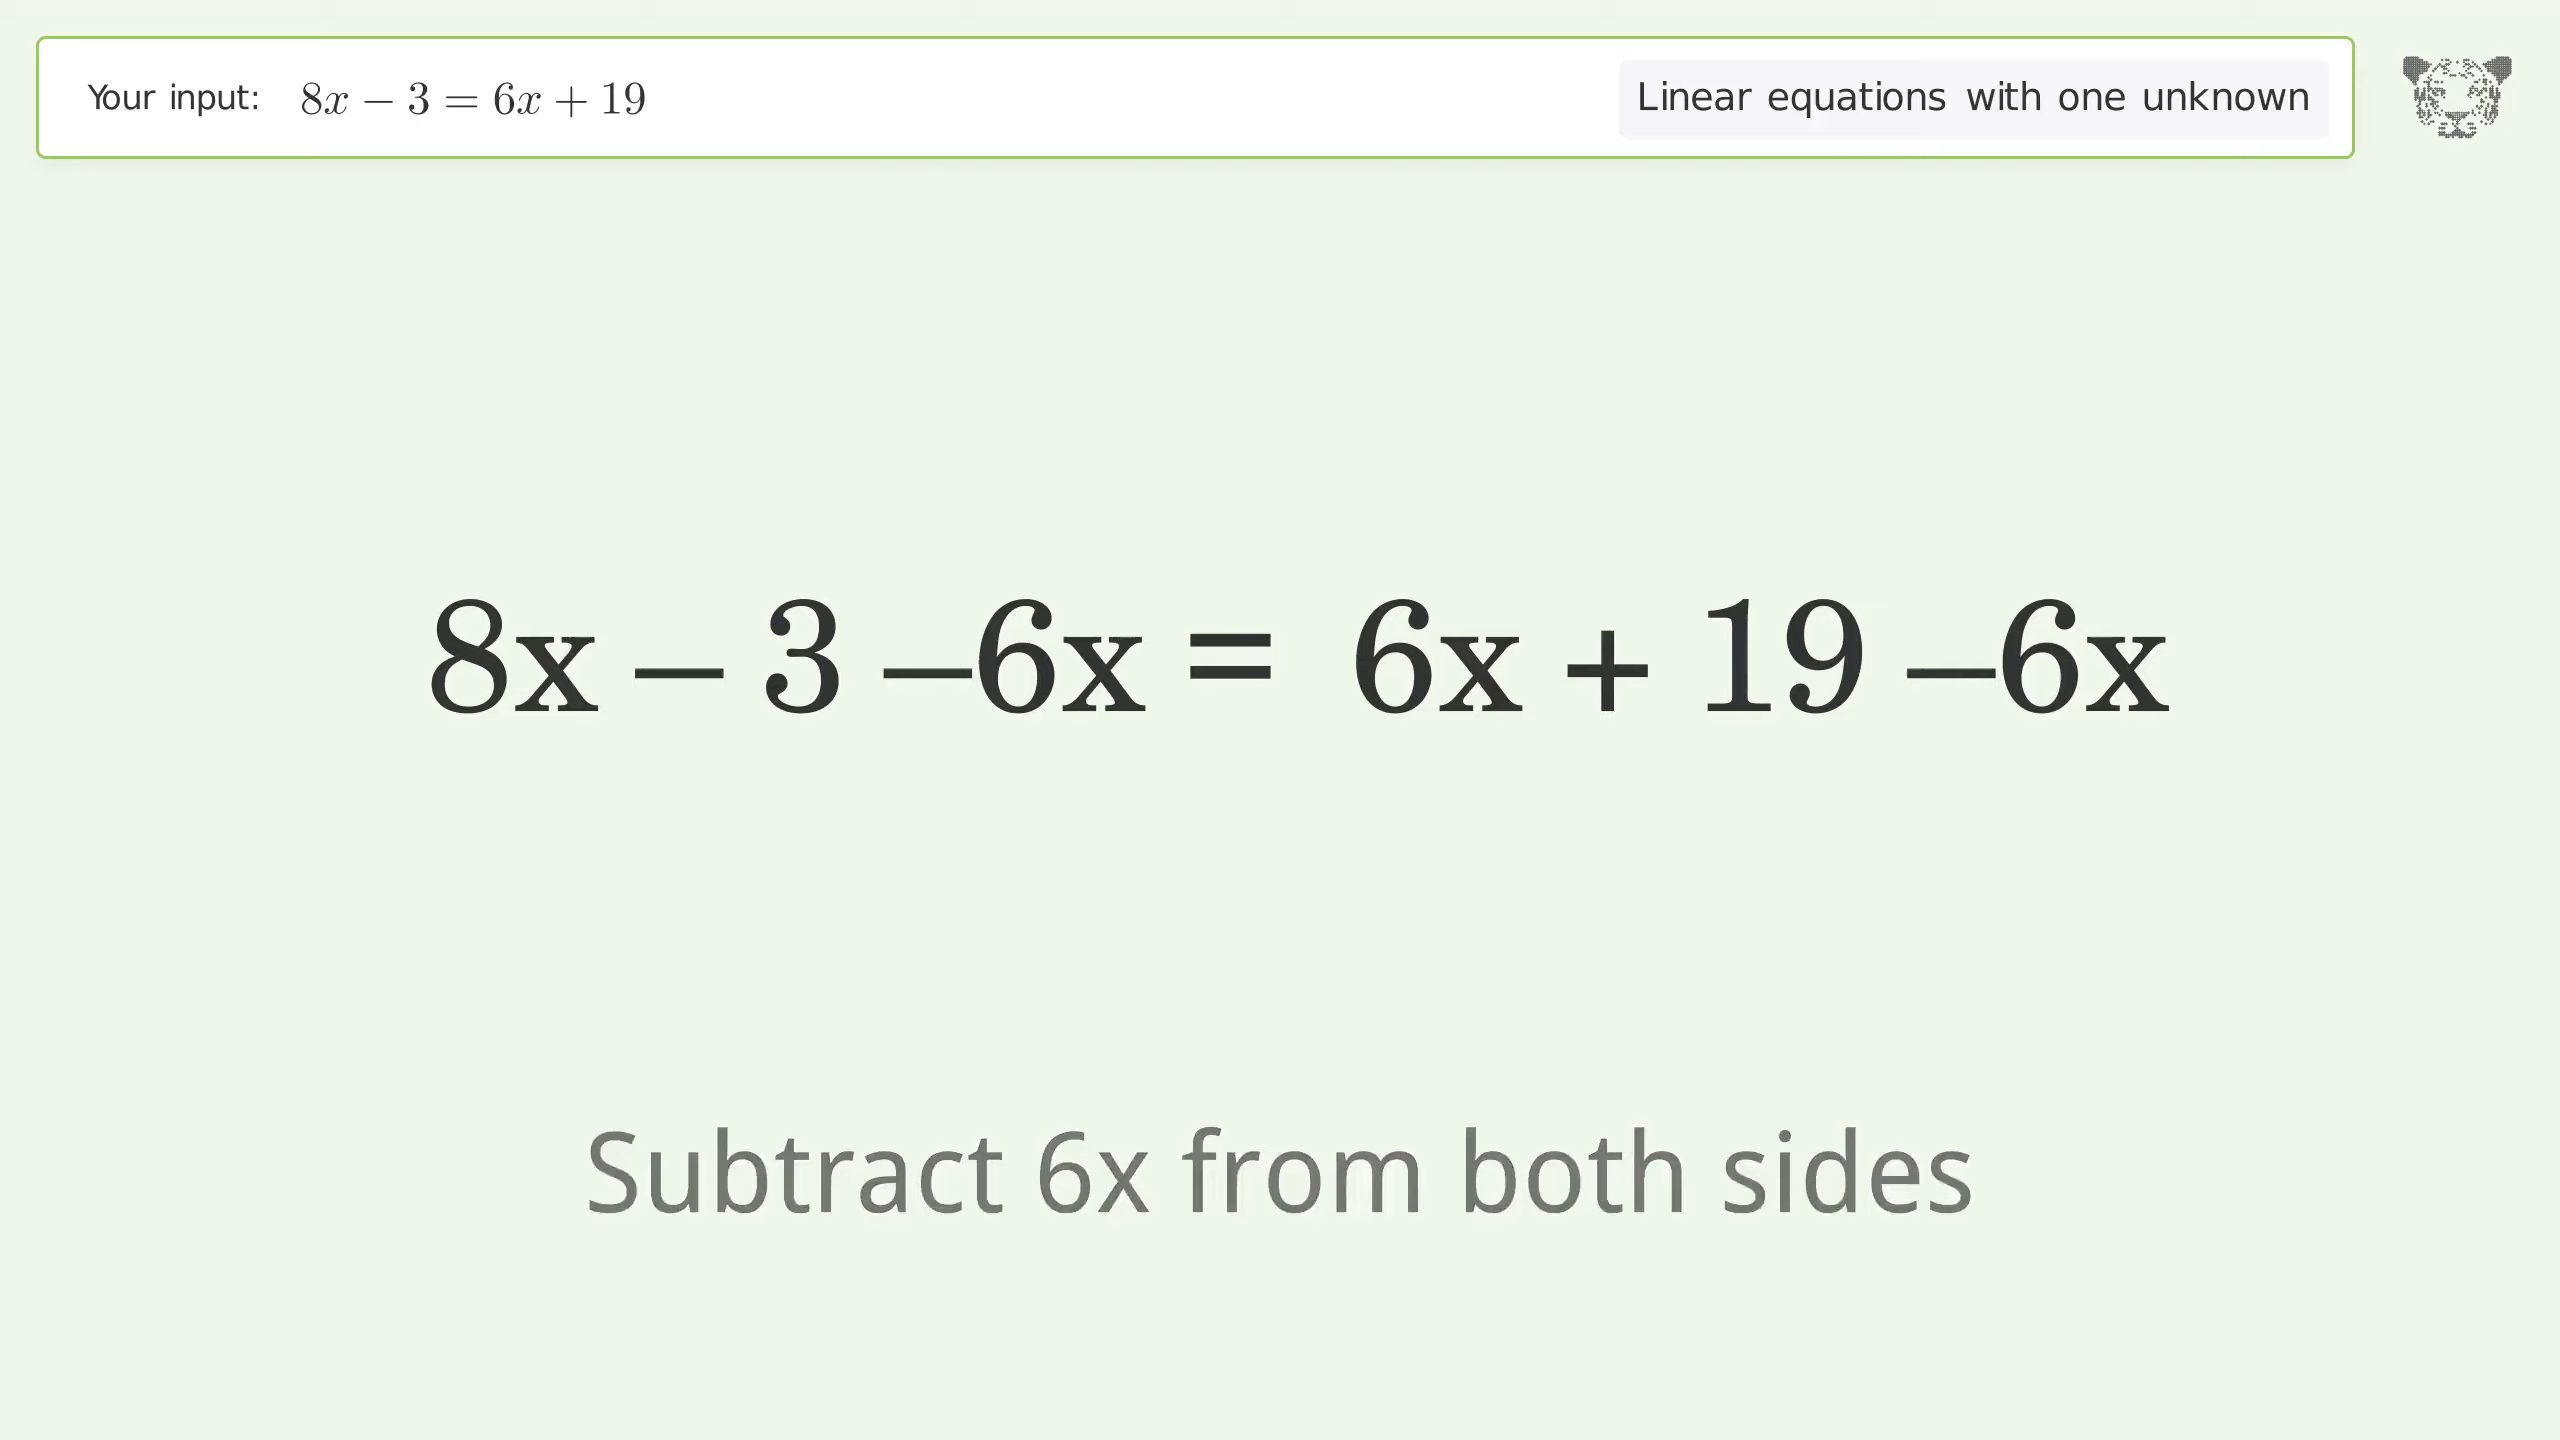 Your input: 8x − 3 = 6x + 19
Linear equations with one unknown
8x – 3 –6x = 6x + 19 –6x
Subtract 6x from both sides